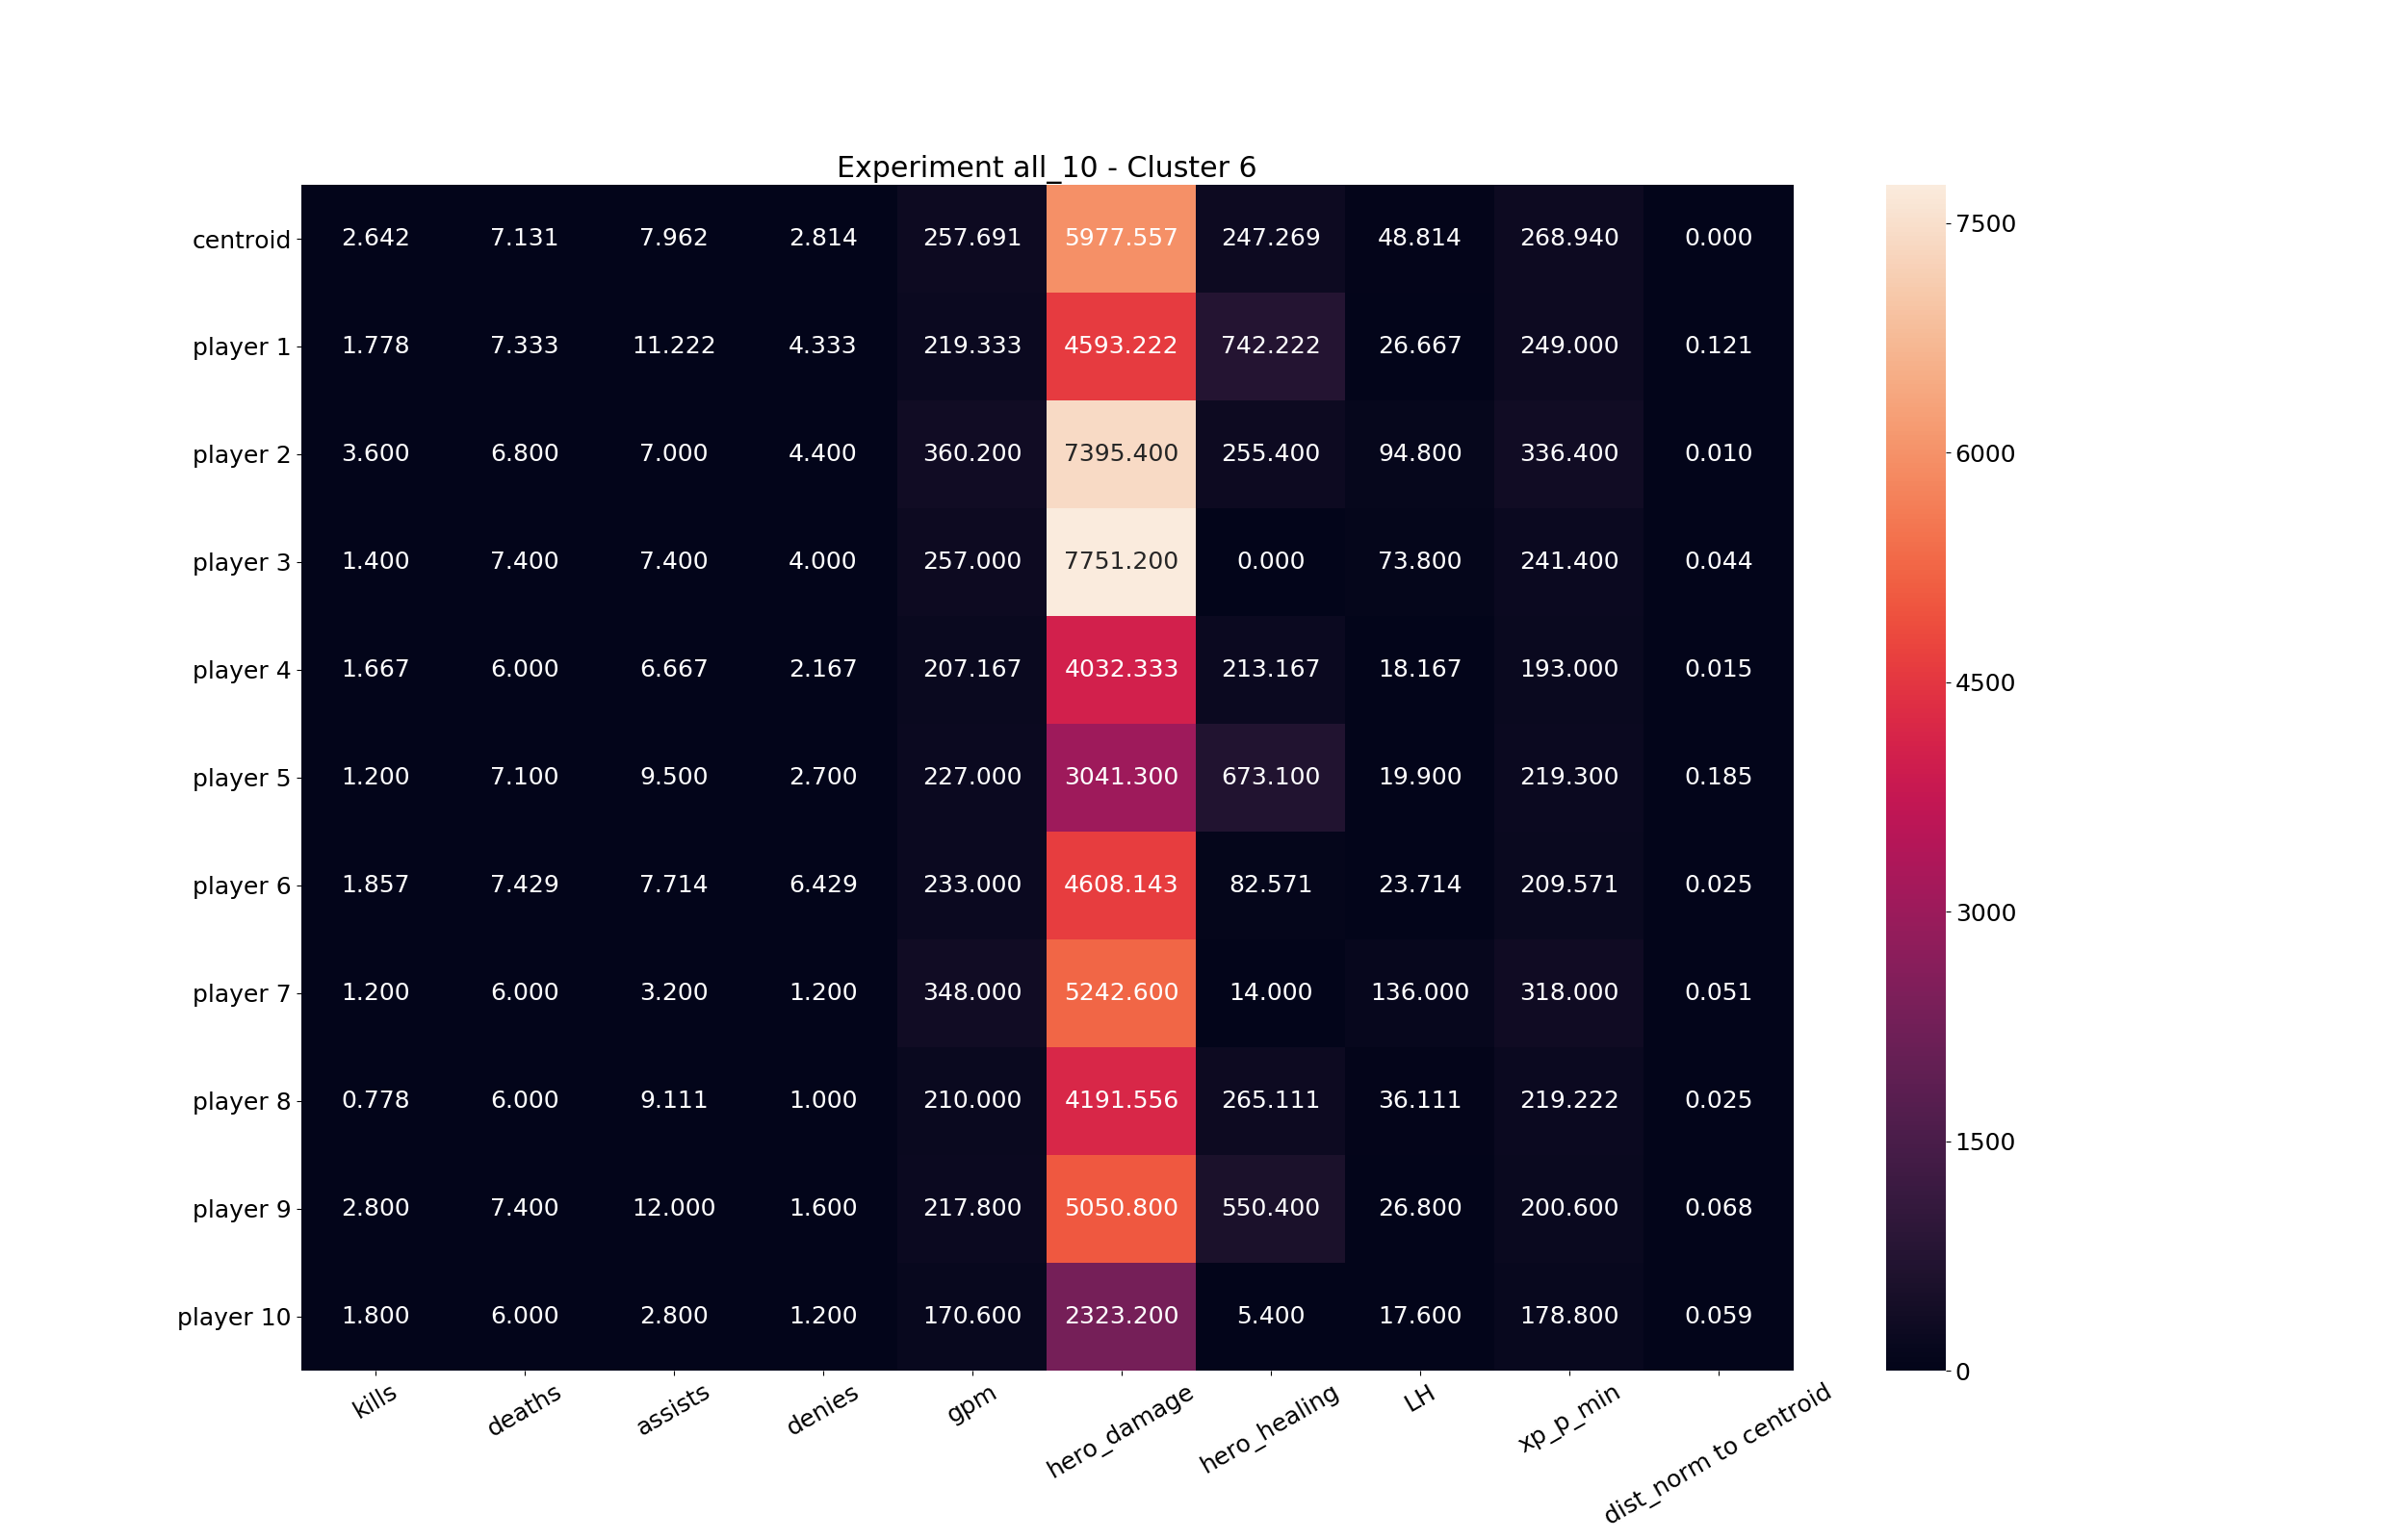 Experiment all_10 - Cluster 6
centroid 2.642 7.131 7.962 2.814 257.691 5977.557 247.269 48.814 268.940 0.000
player 1 1.778 7.333 11.222 4.333 219.333 4593.222 742.222 26.667 249.000 0.121
player 2 3.600 6.800 7.000 4.400 360.200 7395.400 255.400 94.800 336.400 0.010
player 3 1.400 7.400 7.400 4.000 257.000 7751.200 0.000 73.800 241.400 0.044
player 4 1.667 6.000 6.667 2.167 207.167 4032.333 213.167 18.167 193.000 0.015
player 5 1.200 7.100 9.500 2.700 227.000 3041.300 673.100 19.900 219.300 0.185
player 6 1.857 7.429 7.714 6.429 233.000 4608.143 82.571 23.714 209.571 0.025
player 7 1.200 6.000 3.200 1.200 348.000 5242.600 14.000 136.000 318.000 0.051
player 8 0.778 6.000 9.111 1.000 210.000 4191.556 265.111 36.111 219.222 0.025
player 9 2.800 7.400 12.000 1.600 217.800 5050.800 550.400 26.800 200.600 0.068
player 10 1.800 6.000 2.800 1.200 170.600 2323.200 5.400 17.600 178.800 0.059
kills deaths assists denies gpm hero_damage hero_healing LH xp_p_min dist_norm to centroid
7500
6000
4500
3000
1500
0